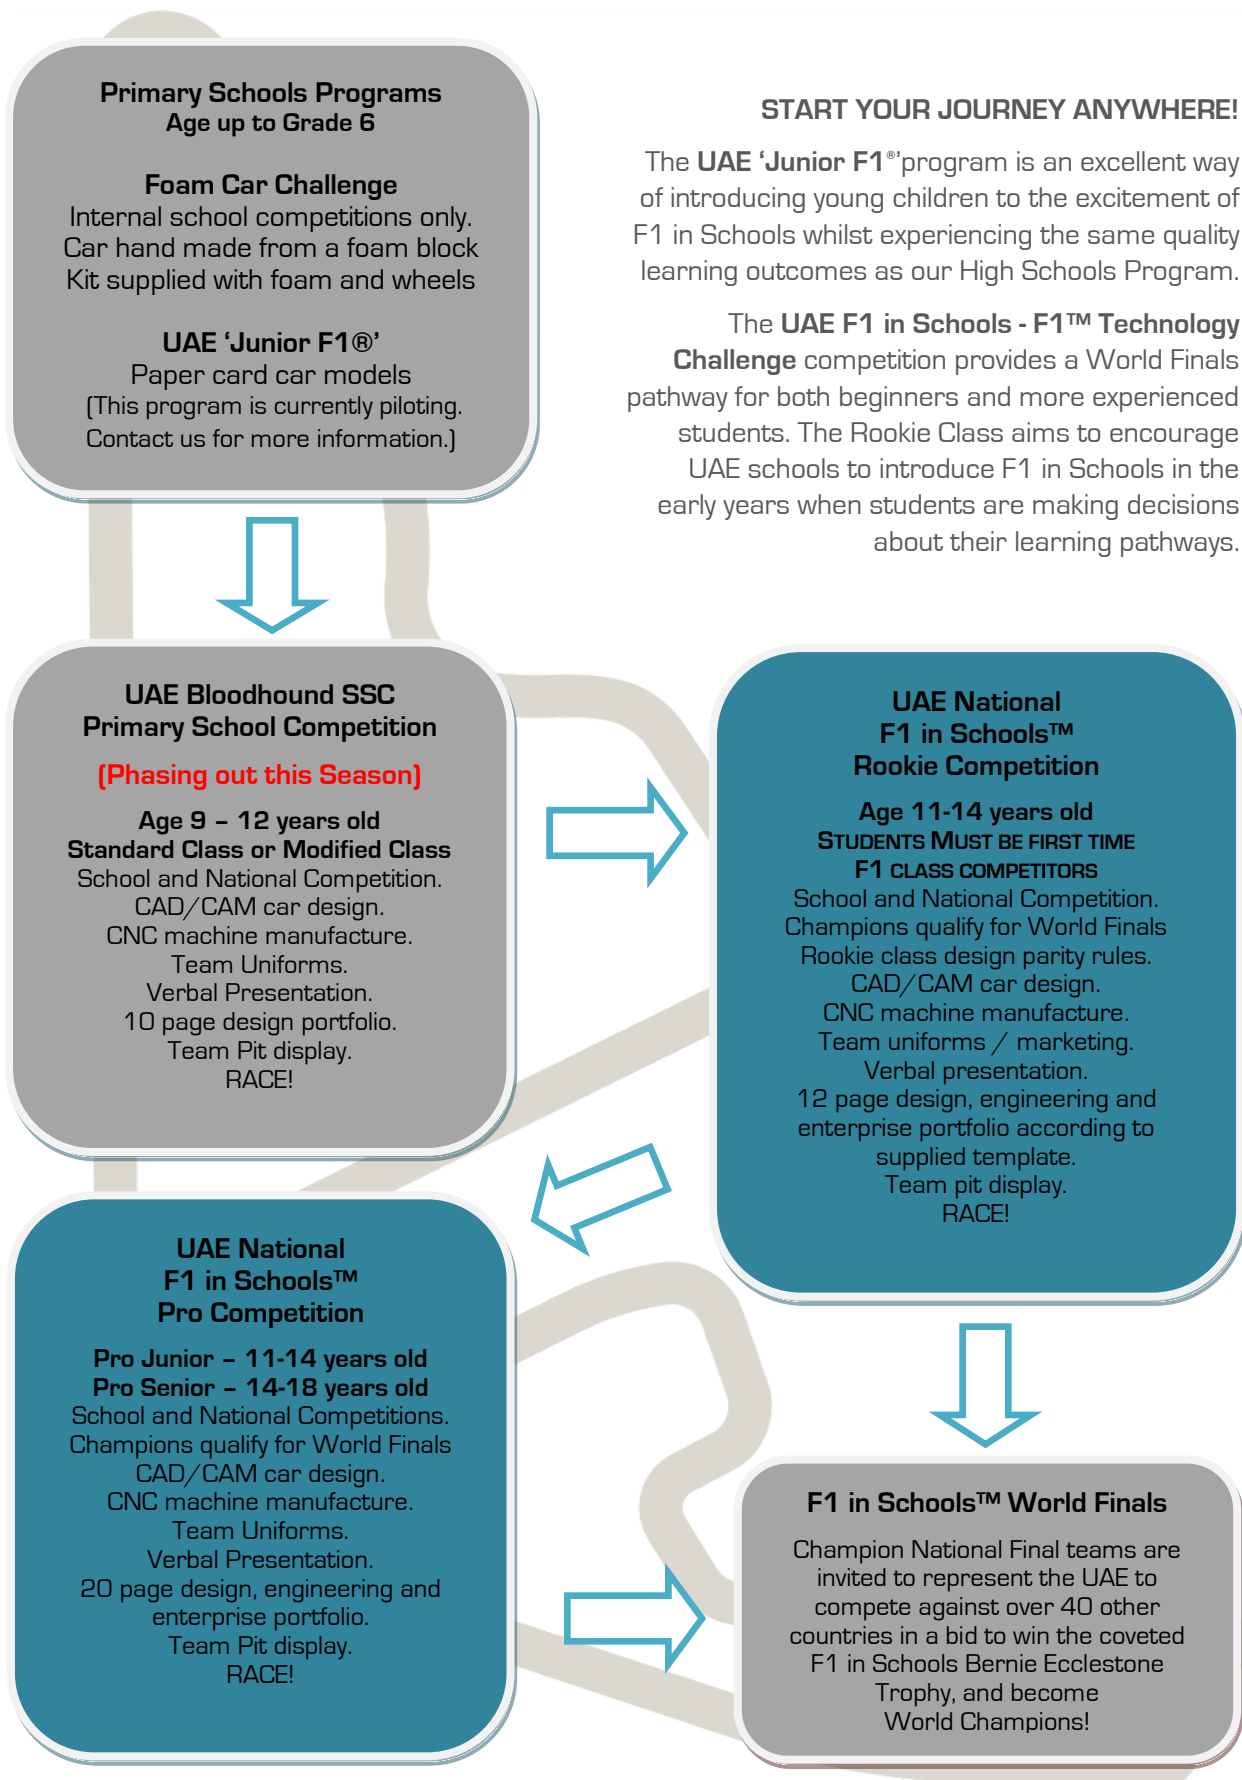 Primary Schools Programs
Age up to Grade 6
Foam Car Challenge
Internal school competitions only.
Car hand made from a foam block
Kit supplied with foam and wheels
UAE ‘Junior F1®’
Paper card car models
(This program is currently piloting.
Contact us for more information.)
START YOUR JOURNEY ANYWHERE!
The UAE ‘Junior F1®’program is an excellent way
of introducing young children to the excitement of
F1 in Schools whilst experiencing the same quality
learning outcomes as our High Schools Program.
The UAE F1 in Schools - F1™ Technology
Challenge competition provides a World Finals
pathway for both beginners and more experienced
students. The Rookie Class aims to encourage
UAE schools to introduce F1 in Schools in the
early years when students are making decisions
about their learning pathways.
UAE Bloodhound SSC
Primary School Competition
(Phasing out this Season)
Age 9 – 12 years old
Standard Class or Modified Class
School and National Competition.
CAD/CAM car design.
CNC machine manufacture.
Team Uniforms.
Verbal Presentation.
10 page design portfolio.
Team Pit display.
RACE!
UAE National
F1 in Schools™
Rookie Competition
Age 11-14 years old
STUDENTS MUST BE FIRST TIME
F1 CLASS COMPETITORS
School and National Competition.
Champions qualify for World Finals
Rookie class design parity rules.
CAD/CAM car design.
CNC machine manufacture.
Team uniforms / marketing.
Verbal presentation.
12 page design, engineering and
enterprise portfolio according to
supplied template.
Team pit display.
RACE!
UAE National
F1 in Schools™
Pro Competition
Pro Junior – 11-14 years old
Pro Senior – 14-18 years old
School and National Competitions.
Champions qualify for World Finals
CAD/CAM car design.
CNC machine manufacture.
Team Uniforms.
Verbal Presentation.
20 page design, engineering and
enterprise portfolio.
Team Pit display.
RACE!
F1 in Schools™ World Finals
Champion National Final teams are
invited to represent the UAE to
compete against over 40 other
countries in a bid to win the coveted
F1 in Schools Bernie Ecclestone
Trophy, and become
World Champions!